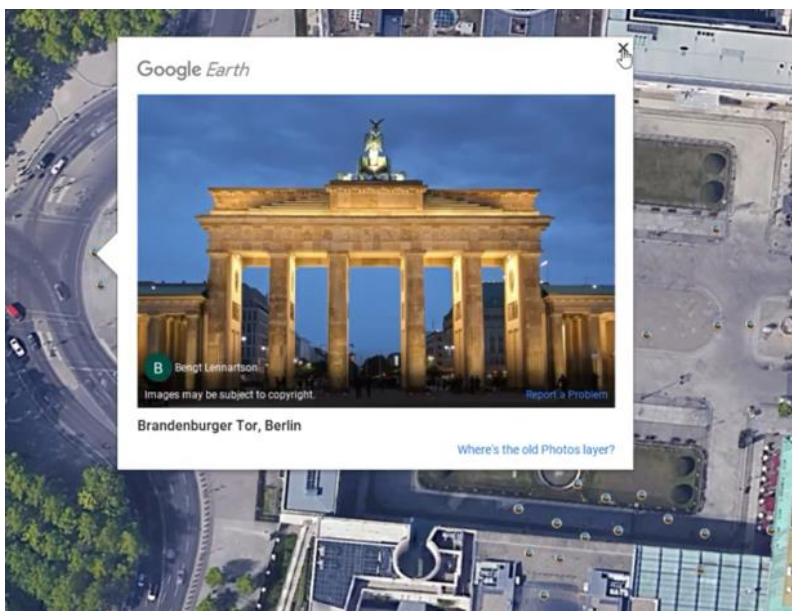 Google Earth
B Bengt Lennartson
Images may be subject to copyright.
Report a Problem
Brandenburger Tor, Berlin
Where's the old Photos layer?